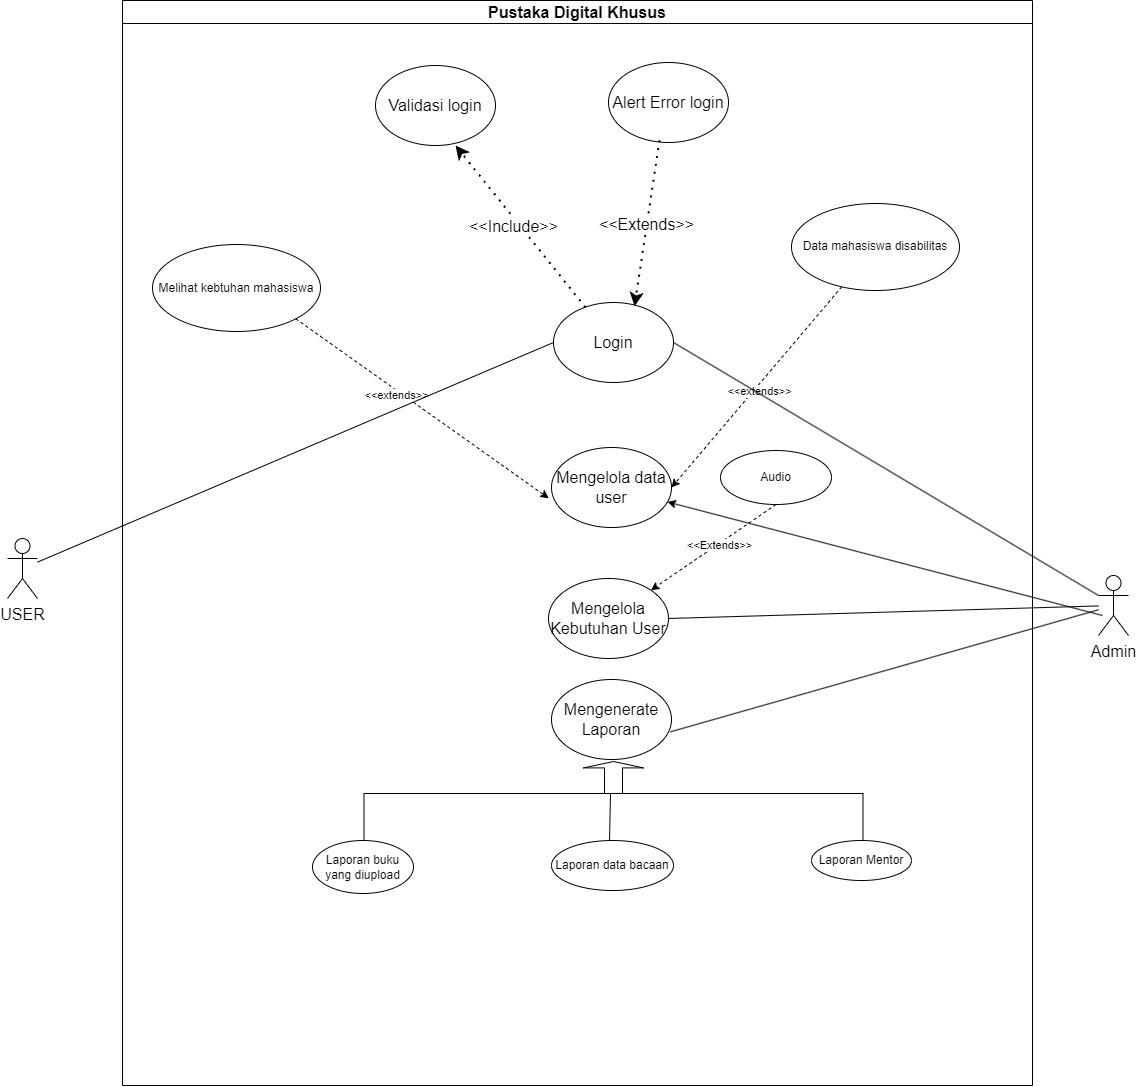 Pustaka Digital Khusus
Validasi login
Alert Error login
<<Include>>
<<Extends>>
Data mahasiswa disabilitas
Melihat kebtuhan mahasiswa
Login
<<extends>>
<<extends>>
Mengelola data
user
Audio
<<Extends>>
USER
Mengelola
Kebutuhan User
Admin
Mengenerate
Laporan
Laporan buku
yang diupload
Laporan data bacaan
Laporan Mentor